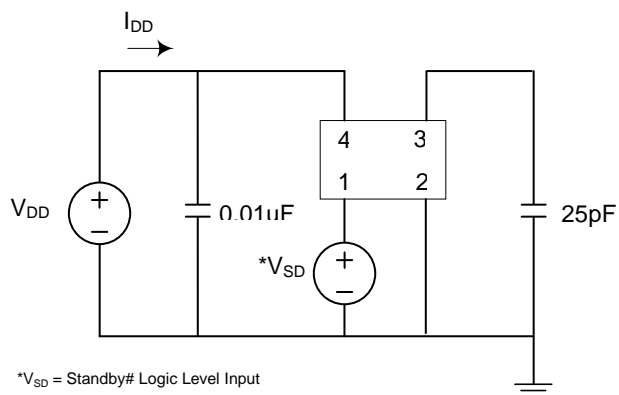 IDD
4 3
1 2
VDD
+
−
0.01uF
25pF
*VSD
+
−
*VSD = Standby# Logic Level Input